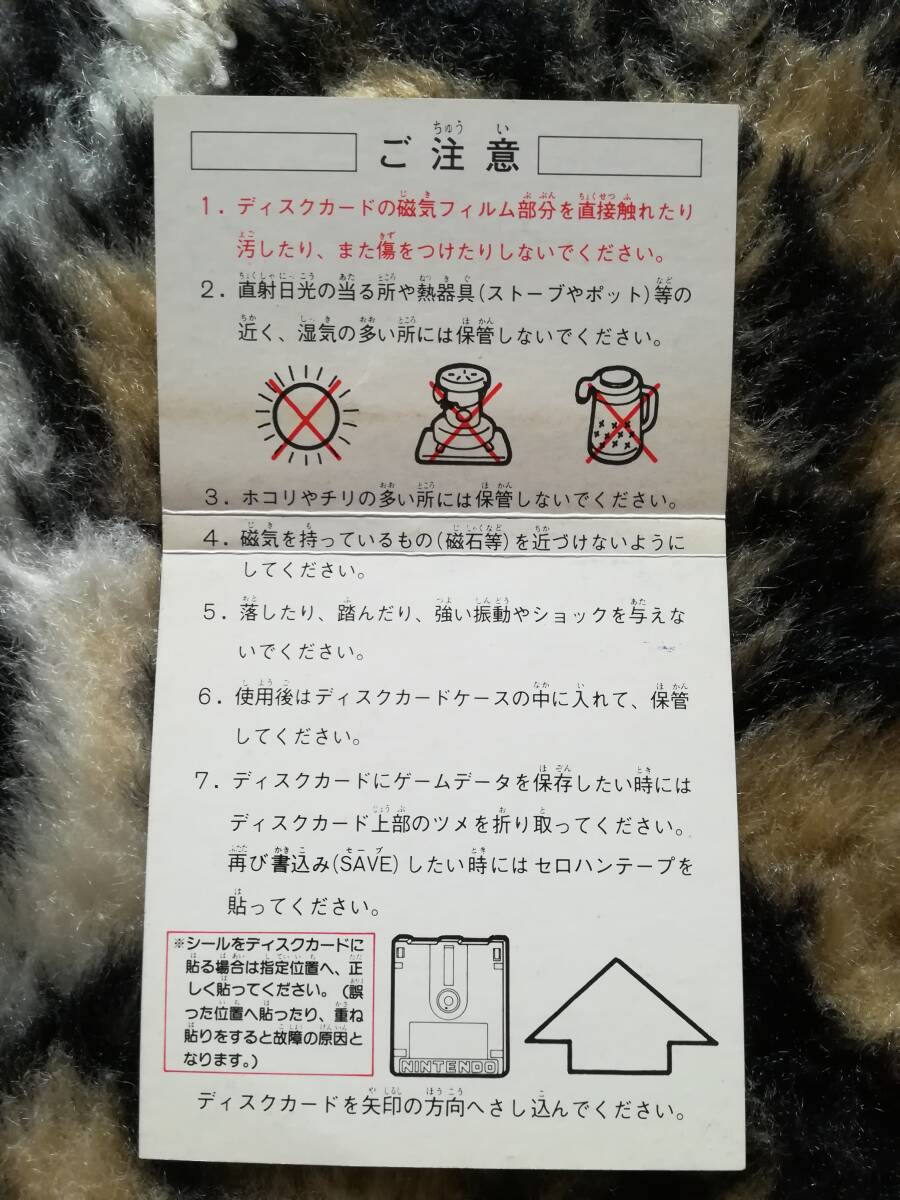 ご注意
1. ディスクカードの磁気フィルム部分を直接触れたり
汚したり、また傷をつけたりしないでください。
2. 直射日光の当る所や熱器具(ストーブやポット)等の
近く、湿気の多い所には保管しないでください。
3. ホコリやチリの多い所には保管しないでください。
4. 磁気を持っているもの(磁石等)を近づけないように
してください。
5. 落したり、踏んだり、強い振動やショックを与えな
いでください。
6. 使用後はディスクカードケースの中に入れて、保管
してください。
7. ディスクカードにゲームデータを保存したい時には
ディスクカード上部のツメを折り取ってください。
再び書込み(SAVE)したい時にはセロハンテープを
貼ってください。
※シールをディスクカードに
貼る場合は指定位置へ、正
しく貼ってください。(誤
った位置へ貼ったり、重ね
貼りをすると故障の原因と
なります。)
NINTENDO
ディスクカードを矢印の方向へさし込んでください。